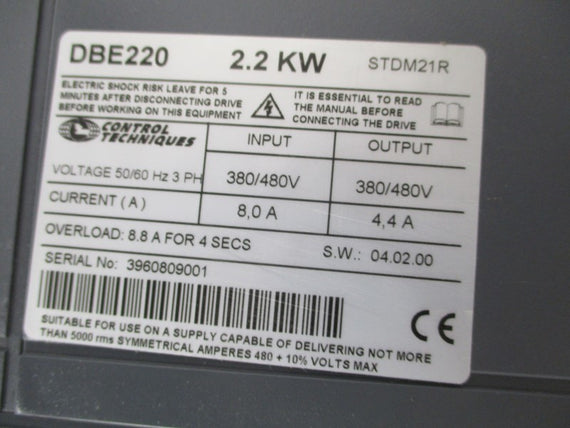 DBE220 2.2 KW STDM21R
ELECTRIC SHOCK RISK LEAVE FOR 5
MINUTES AFTER DISCONNECTING DRIVE
BEFORE WORKING ON THIS EQUIPMENT
IT IS ESSENTIAL TO READ
THE MANUAL BEFORE
CONNECTING THE DRIVE
CONTROL
TECHNIQUES
INPUT OUTPUT
VOLTAGE 50/60 Hz 3 PH 380/480V 380/480V
CURRENT (A) 8,0 A 4,4 A
OVERLOAD: 8.8 A FOR 4 SECS S.W.: 04.02.00
SERIAL No: 3960809001
CE
SUITABLE FOR USE ON A SUPPLY CAPABLE OF DELIVERING NOT MORE
THAN 5000 rms SYMMETRICAL AMPERES 480 + 10% VOLTS MAX